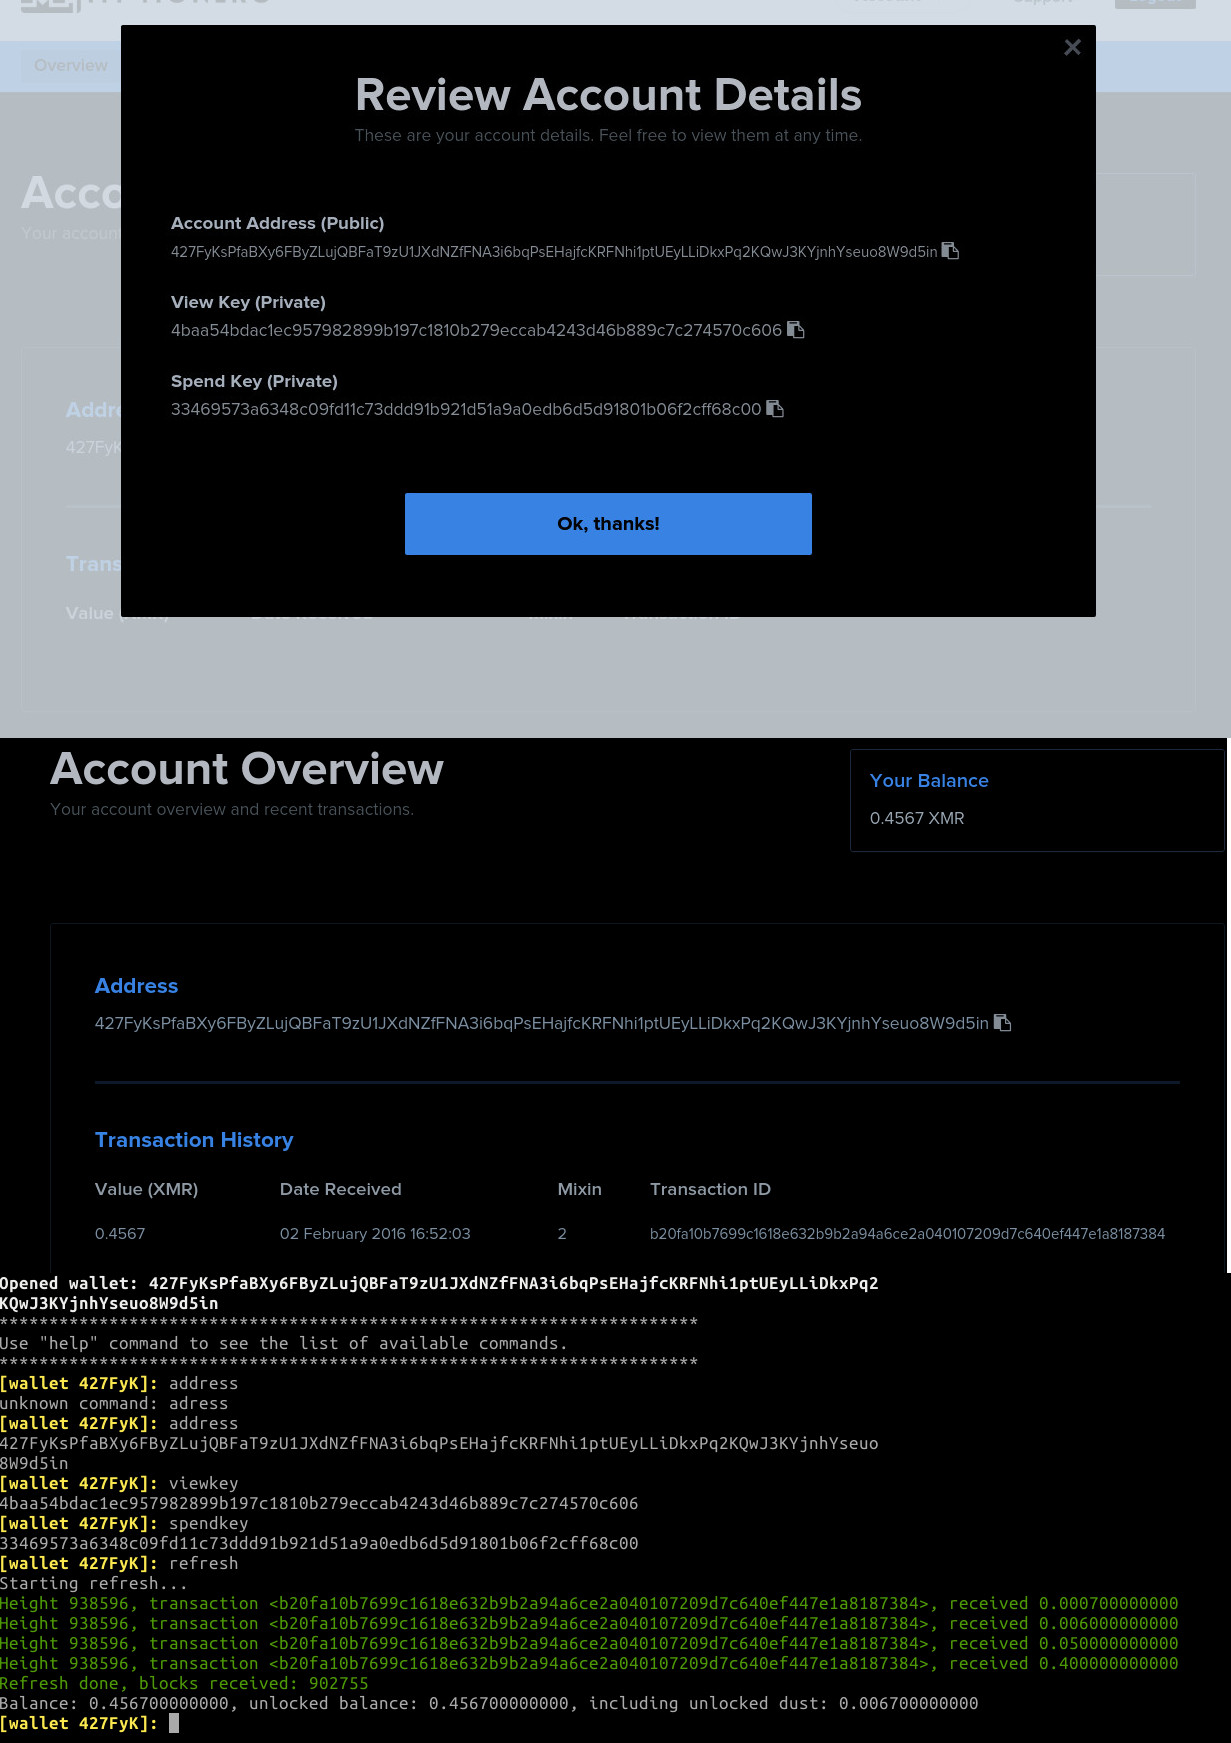 Overview
Review Account Details
These are your account details. Feel free to view them at any time.
Acco
Your account
Account Address (Public)
427FyKsPfaBXy6FByZLujQBFaT9zU1JXdNZfFNA3i6bqPsEHajfcKRFNhi1ptUEyLLiDkxPq2KQwJ3KYjnhYseuo8W9d5in
View Key (Private)
4baa54bdac1ec957982899b197c1810b279eccab4243d46b889c7c274570c606
Spend Key (Private)
33469573a6348c09fd11c73ddd91b921d51a9a0edb6d5d91801b06f2cff68c00
Addre
427FyK
Ok, thanks!
Trans
Value
Account Overview
Your account overview and recent transactions.
Your Balance
0.4567 XMR
Address
427FyKsPfaBXy6FByZLujQBFaT9zU1JXdNZfFNA3i6bqPsEHajfcKRFNhi1ptUEyLLiDkxPq2KQwJ3KYjnhYseuo8W9d5in
Transaction History
Value (XMR) Date Received Mixin Transaction ID
0.4567 02 February 2016 16:52:03 2 b20fa10b7699c1618e632b9b2a94a6ce2a040107209d7c640ef447e1a8187384
Opened wallet: 427FyKsPfaBXy6FByZLujQBFaT9zU1JXdNZfFNA3i6bqPsEHajfcKRFNhi1ptUEyLLiDkxPq2
KQwJ3KYjnhYseuo8W9d5in
**********************************************************************
Use "help" command to see the list of available commands.
**********************************************************************
[wallet 427FyK]: address
unknown command: adress
[wallet 427FyK]: address
427FyKsPfaBXy6FByZLujQBFaT9zU1JXdNZfFNA3i6bqPsEHajfcKRFNhi1ptUEyLLiDkxPq2KQwJ3KYjnhYseuo
8W9d5in
[wallet 427FyK]: viewkey
4baa54bdac1ec957982899b197c1810b279eccab4243d46b889c7c274570c606
[wallet 427FyK]: spendkey
33469573a6348c09fd11c73ddd91b921d51a9a0edb6d5d91801b06f2cff68c00
[wallet 427FyK]: refresh
Starting refresh...
Height 938596, transaction <b20fa10b7699c1618e632b9b2a94a6ce2a040107209d7c640ef447e1a8187384>, received 0.000700000000
Height 938596, transaction <b20fa10b7699c1618e632b9b2a94a6ce2a040107209d7c640ef447e1a8187384>, received 0.006000000000
Height 938596, transaction <b20fa10b7699c1618e632b9b2a94a6ce2a040107209d7c640ef447e1a8187384>, received 0.050000000000
Height 938596, transaction <b20fa10b7699c1618e632b9b2a94a6ce2a040107209d7c640ef447e1a8187384>, received 0.400000000000
Refresh done, blocks received: 902755
Balance: 0.456700000000, unlocked balance: 0.456700000000, including unlocked dust: 0.006700000000
[wallet 427FyK]: